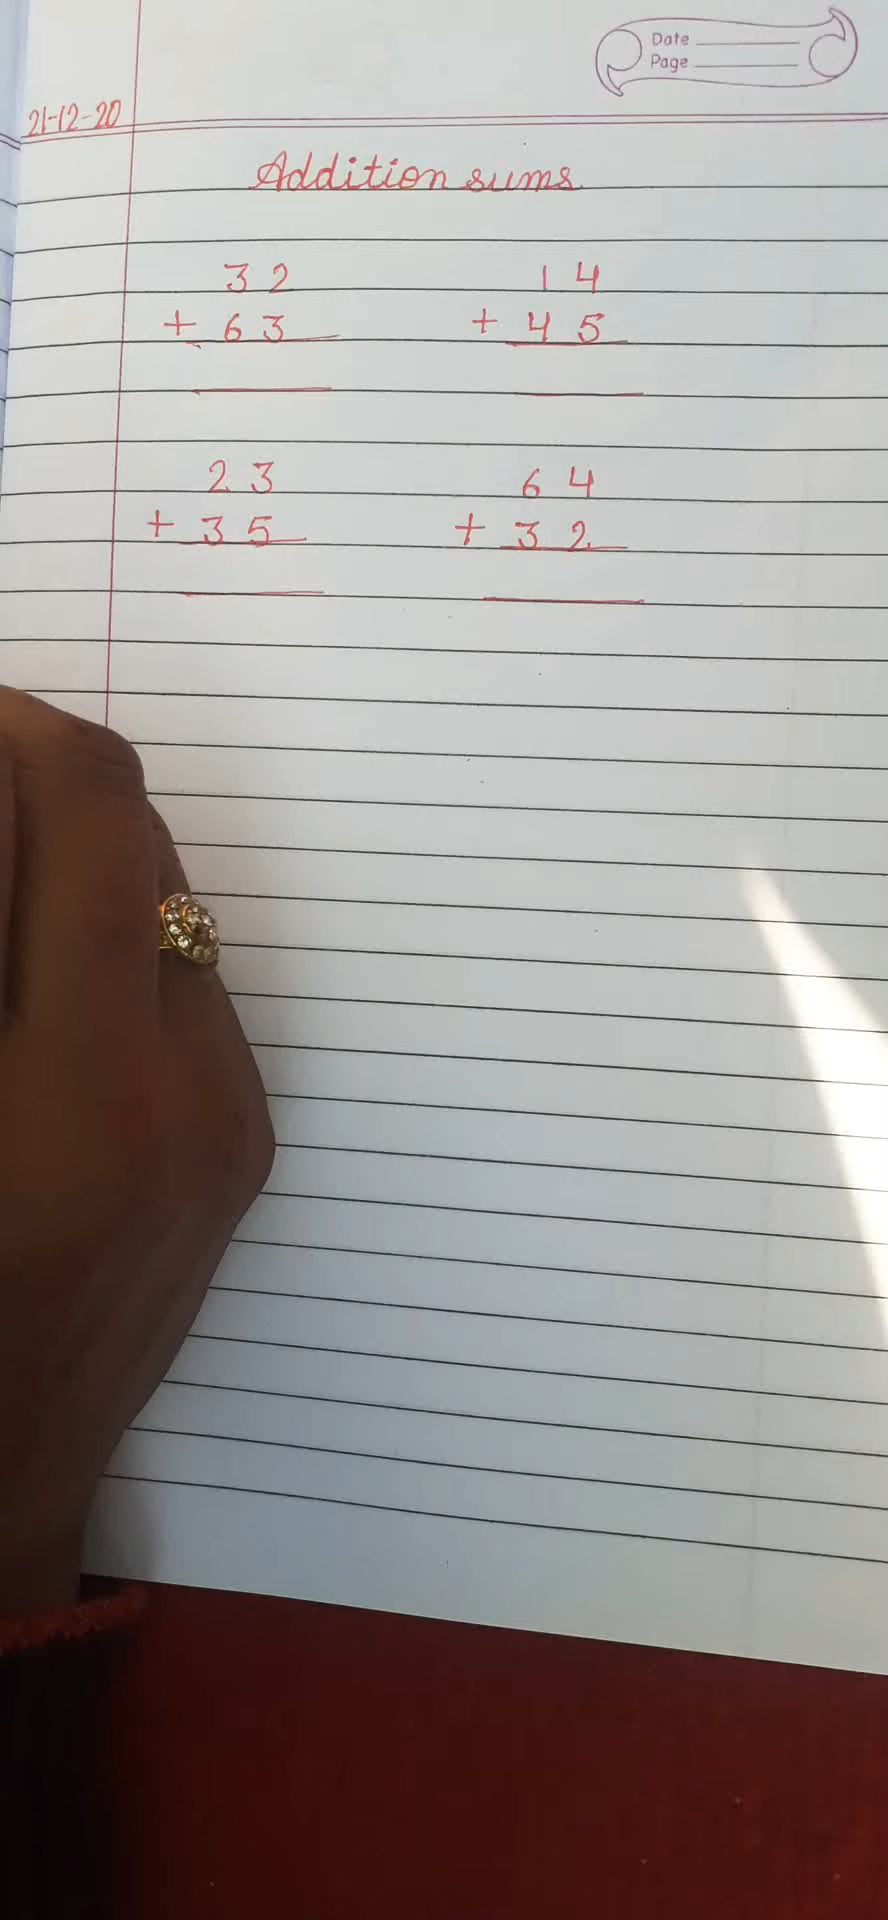 Date
Page
21-12-20
Addition sums
32 14
+ 63 + 45
23 64
+ 35 + 32